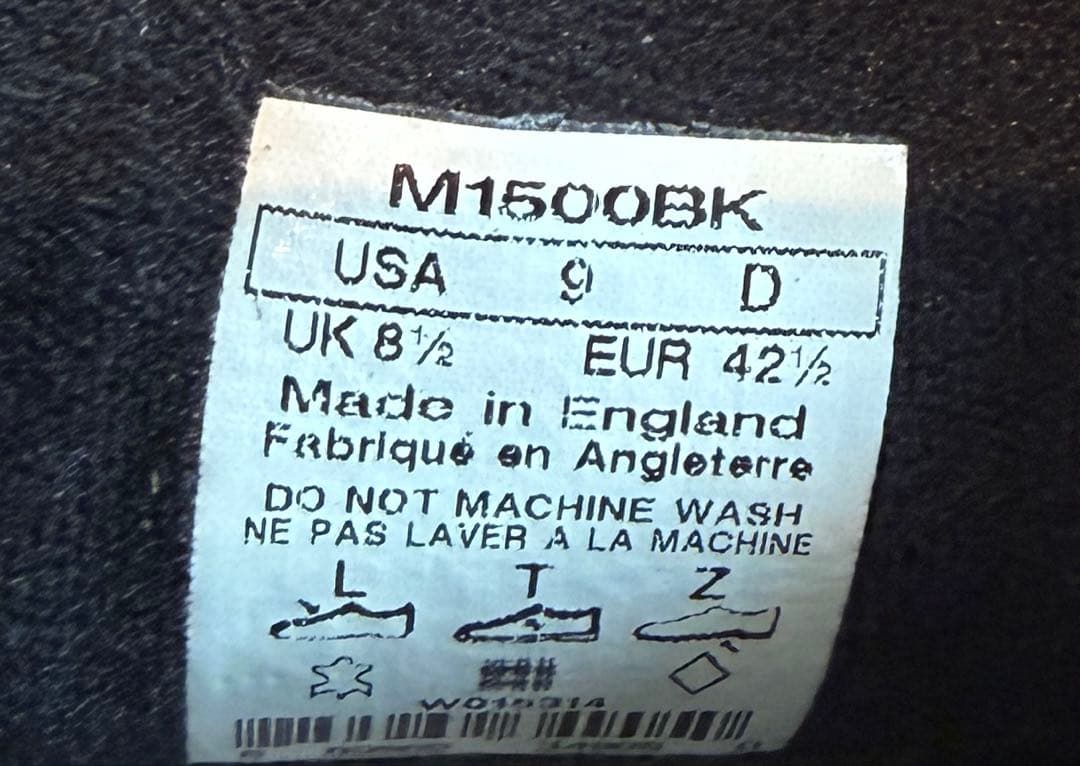 M1500BK
USA 9 D
UK 8½ EUR 42½
Made in England
Fabriqué en Angleterre
DO NOT MACHINE WASH
NE PAS LAVER A LA MACHINE
L T Z